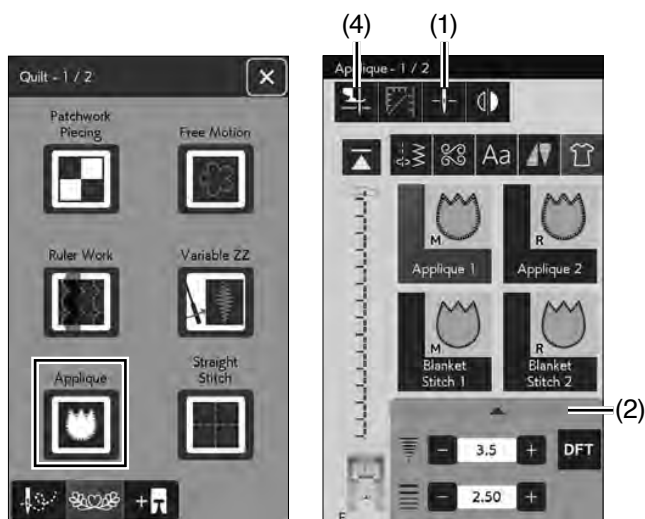 (4) (1)
Quilt - 1 / 2
Patchwork
Piecing
Free Motion
Ruler Work
Variable ZZ
Applique
Straight
Stitch
Applique - 1 / 2
Aa
M
Applique 1
R
Applique 2
M
Blanket
Stitch 1
R
Blanket
Stitch 2
(2)
3.5
DFT
2.50
F